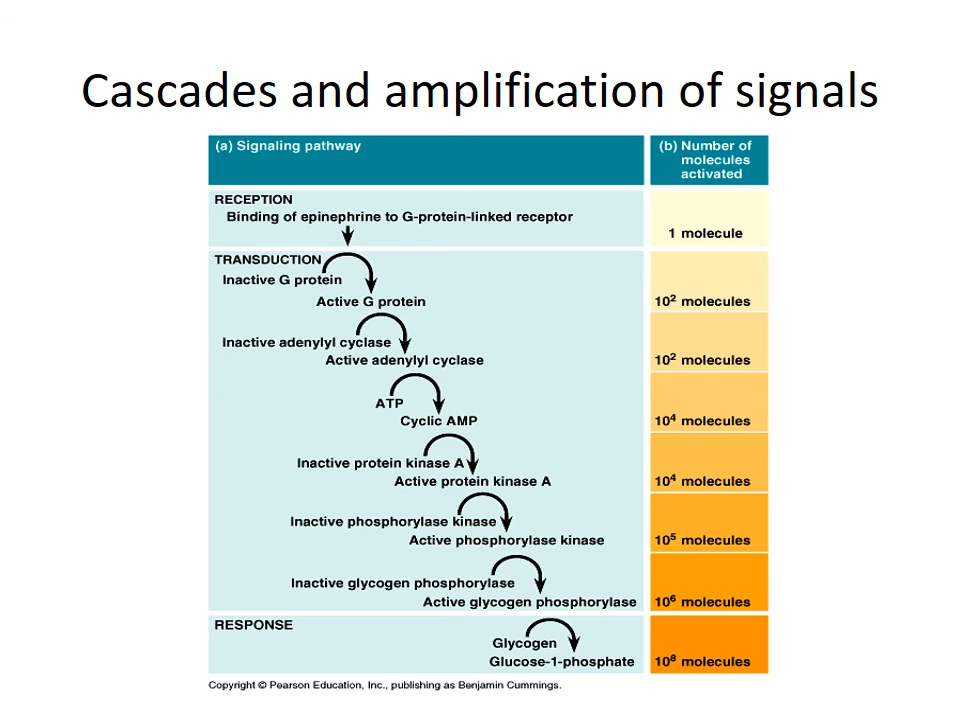 Cascades and amplification of signals
(a) Signaling pathway
(b) Number of
molecules
activated
RECEPTION
Binding of epinephrine to G-protein-linked receptor
1 molecule
TRANSDUCTION
Inactive G protein
Active G protein
10² molecules
Inactive adenylyl cyclase
Active adenylyl cyclase
10² molecules
ATP
Cyclic AMP
10⁴ molecules
Inactive protein kinase A
Active protein kinase A
10⁴ molecules
Inactive phosphorylase kinase
Active phosphorylase kinase
10⁵ molecules
Inactive glycogen phosphorylase
Active glycogen phosphorylase
10⁶ molecules
RESPONSE
Glycogen
Glucose-1-phosphate
10⁸ molecules
Copyright © Pearson Education, Inc., publishing as Benjamin Cummings.